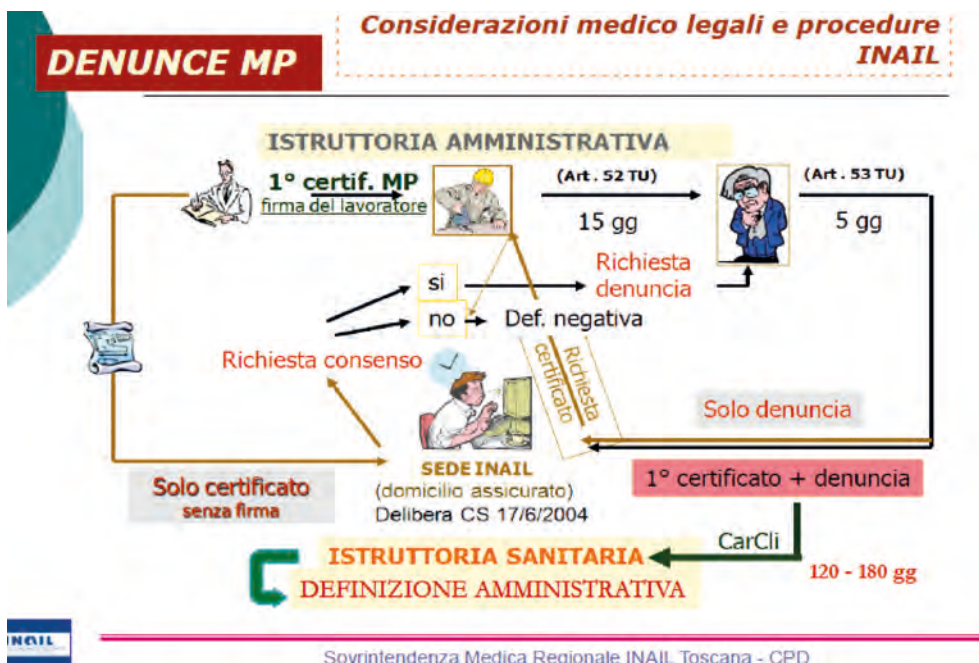 Considerazioni medico legali e procedure
INAIL
DENUNCE MP
ISTRUTTORIA AMMINISTRATIVA
1° certif. MP
firma del lavoratore
(Art. 52 TU)
15 gg
(Art. 53 TU)
5 gg
si
no
Richiesta
denuncia
Def. negativa
Richiesta consenso
Richiesta
certificato
Solo denuncia
SEDE INAIL
(domicilio assicurato)
Delibera CS 17/6/2004
Solo certificato
senza firma
1° certificato + denuncia
CarCli
120 - 180 gg
ISTRUTTORIA SANITARIA
DEFINIZIONE AMMINISTRATIVA
INAIL
Sovrintendenza Medica Regionale INAIL Toscana - CPD